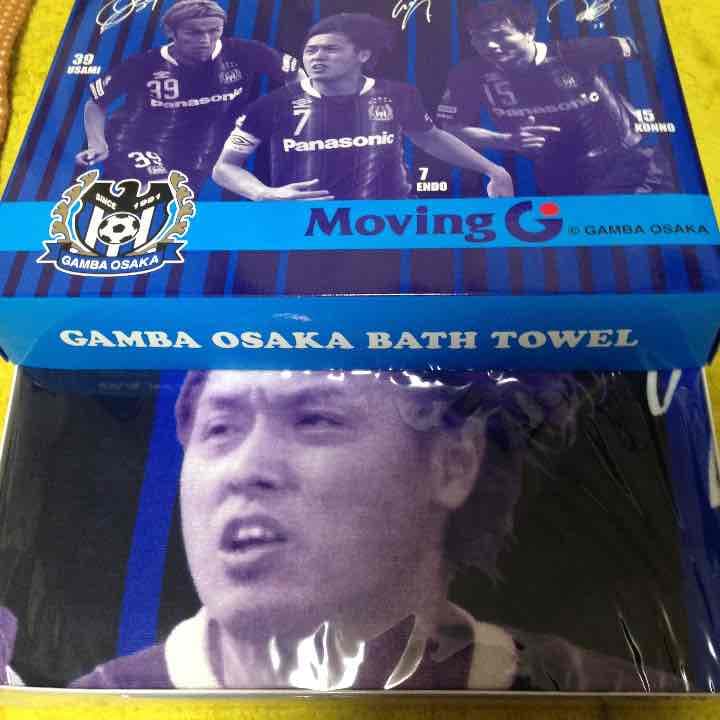 39
USAMI
39
Panasonic
39
7
Panasonic
7
ENDO
15
Panasonic
15
KONNO
SINCE 1991
GAMBA OSAKA
Moving G
© GAMBA OSAKA
GAMBA OSAKA BATH TOWEL